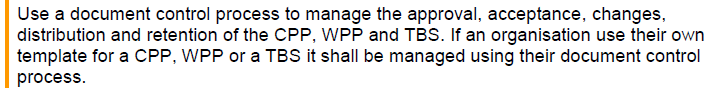 Use a document control process to manage the approval, acceptance, changes,
distribution and retention of the CPP, WPP and TBS. If an organisation use their own
template for a CPP, WPP or a TBS it shall be managed using their document control
process.